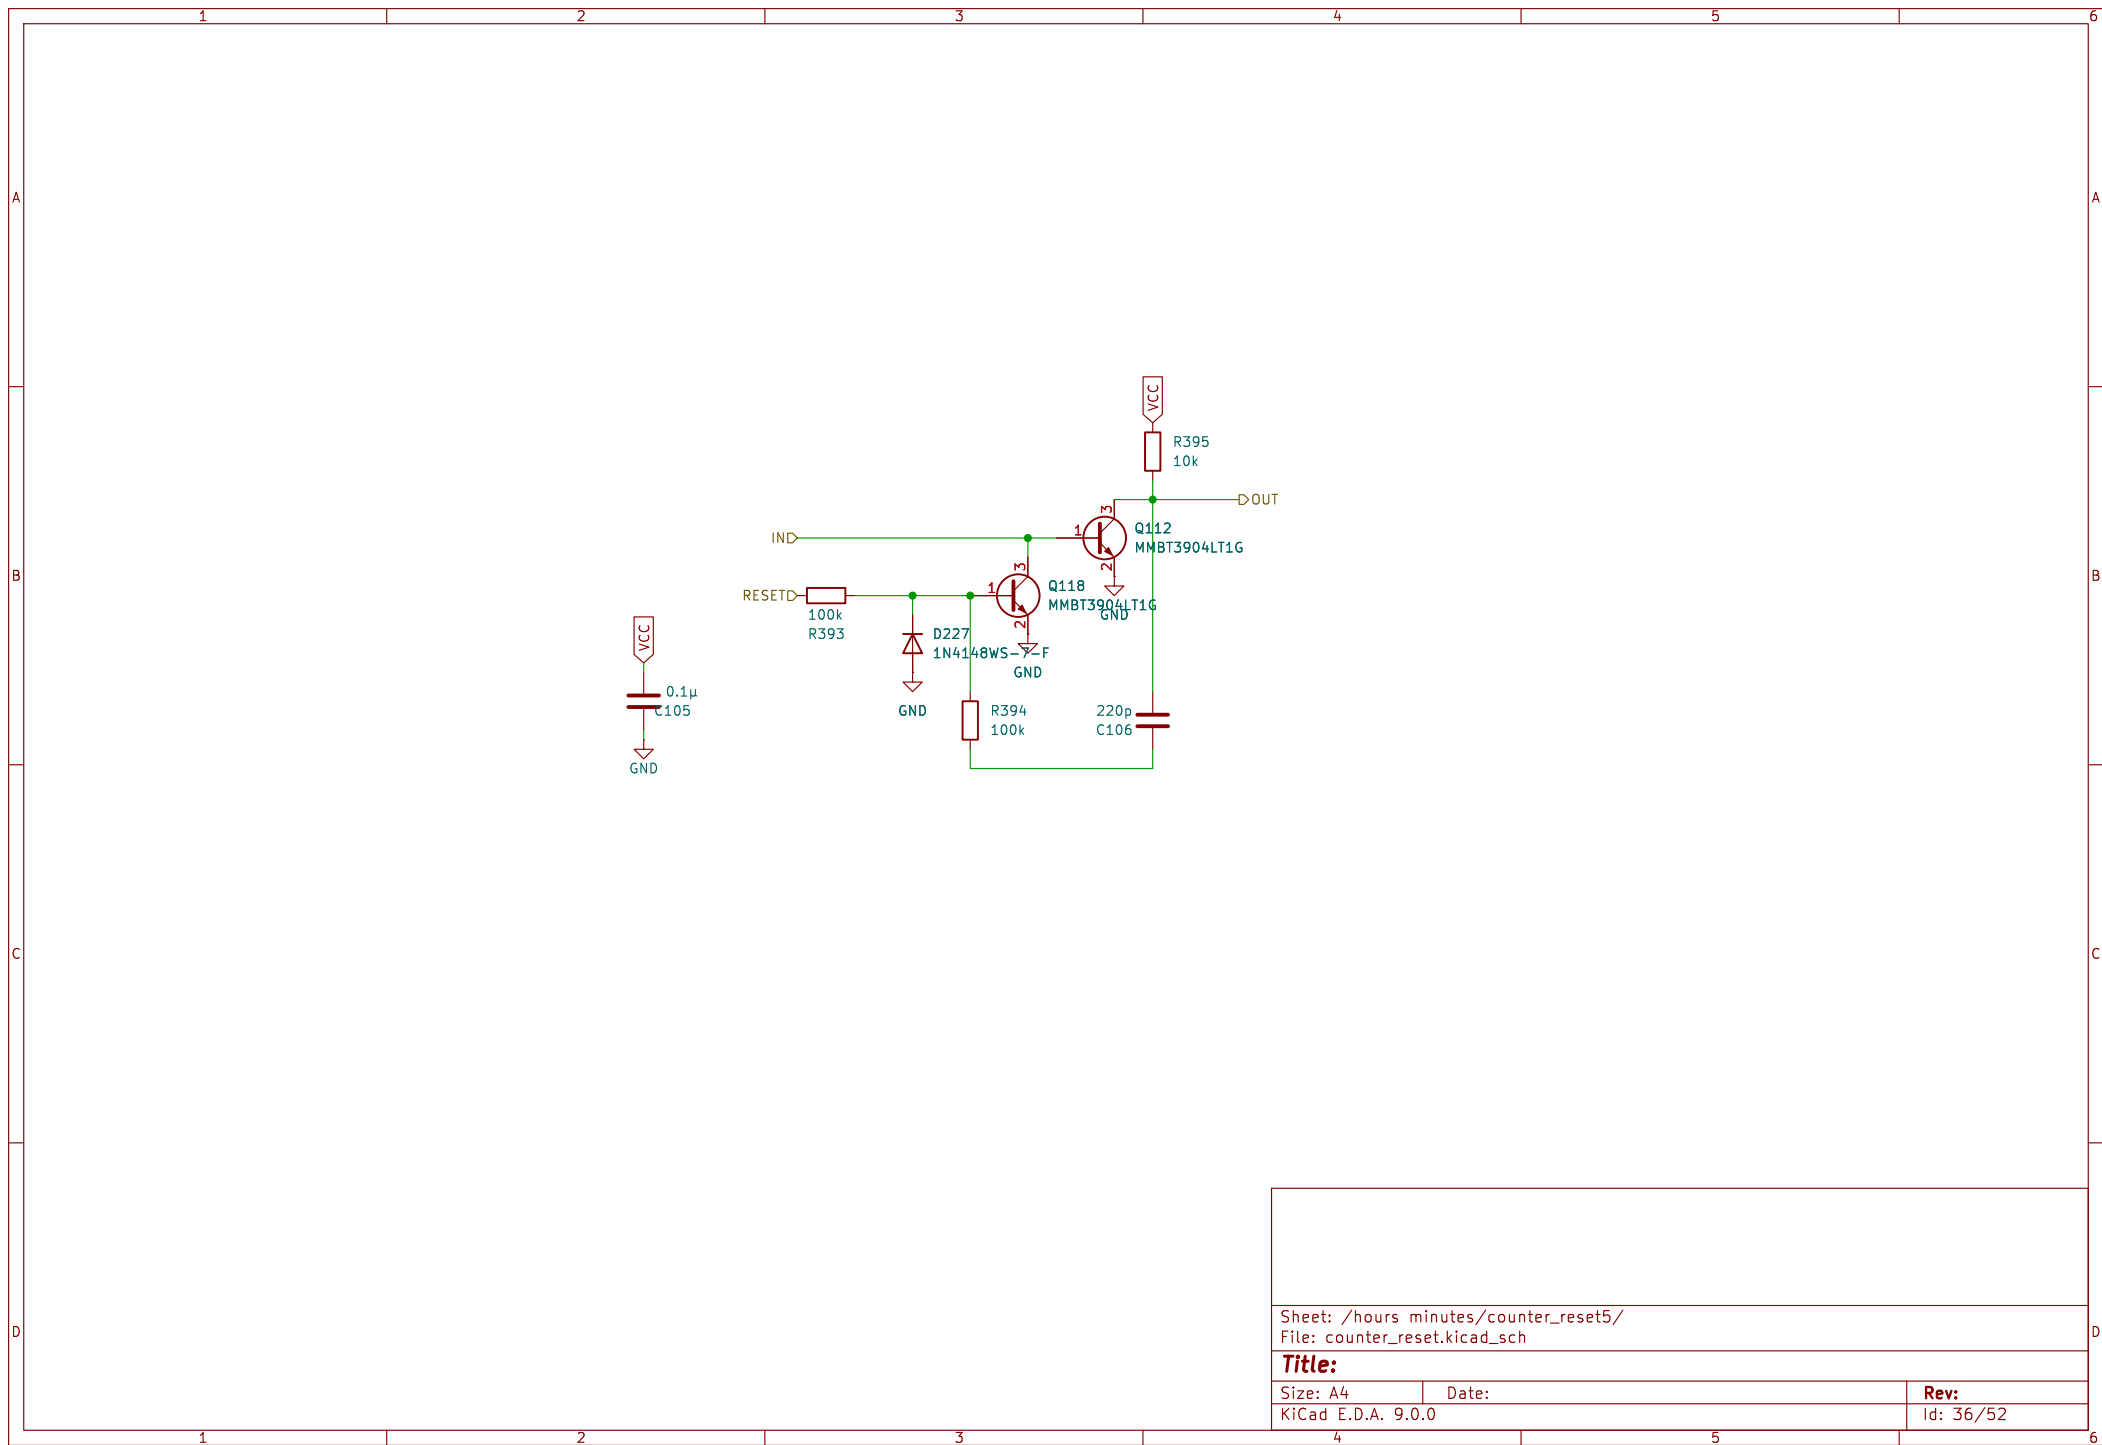 1 2 3 4 5 6
A A
VCC
R395
10k
OUT
3
Q112
IN
1
MMBT3904LT1G
2
3
B B
Q118
RESET
1
MMBT3904LT1G
GND
100k
R393
2
VCC
D227
1N4148WS-7-F
GND
0.1µ
C105
GND
R394
100k
220p
C106
GND
C C
Sheet: /hours minutes/counter_reset5/
D D
File: counter_reset.kicad_sch
Title:
Size: A4 Date: Rev:
KiCad E.D.A. 9.0.0 Id: 36/52
1 2 3 4 5 6